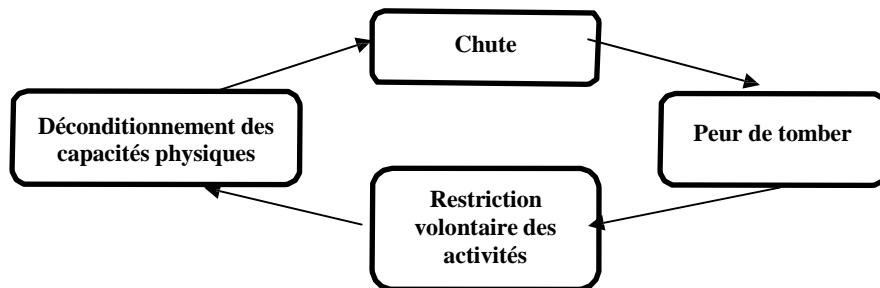 Chute
Déconditionnement des
capacités physiques
Peur de tomber
Restriction
volontaire des
activités